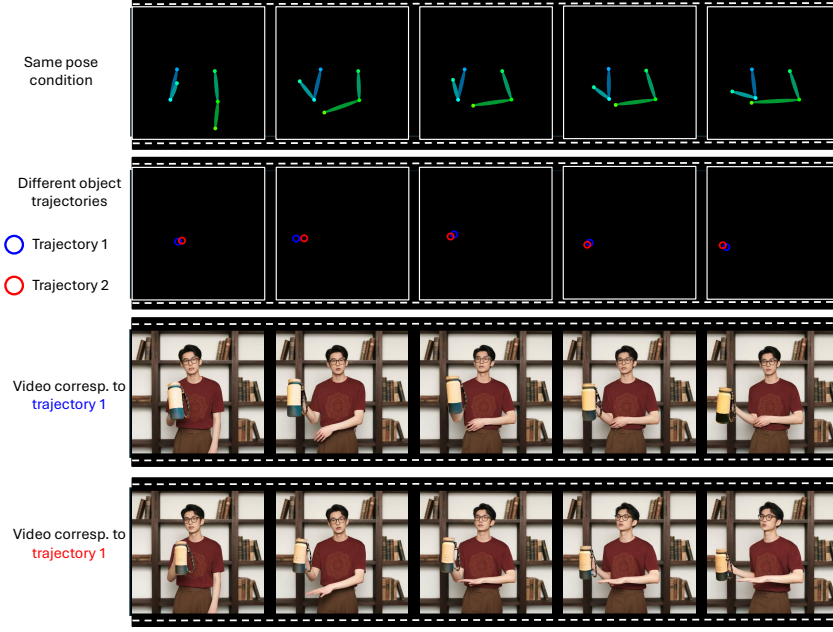 Same pose
condition
Different object
trajectories
Trajectory 1
Trajectory 2
Video corresp. to
trajectory 1
Video corresp. to
trajectory 1